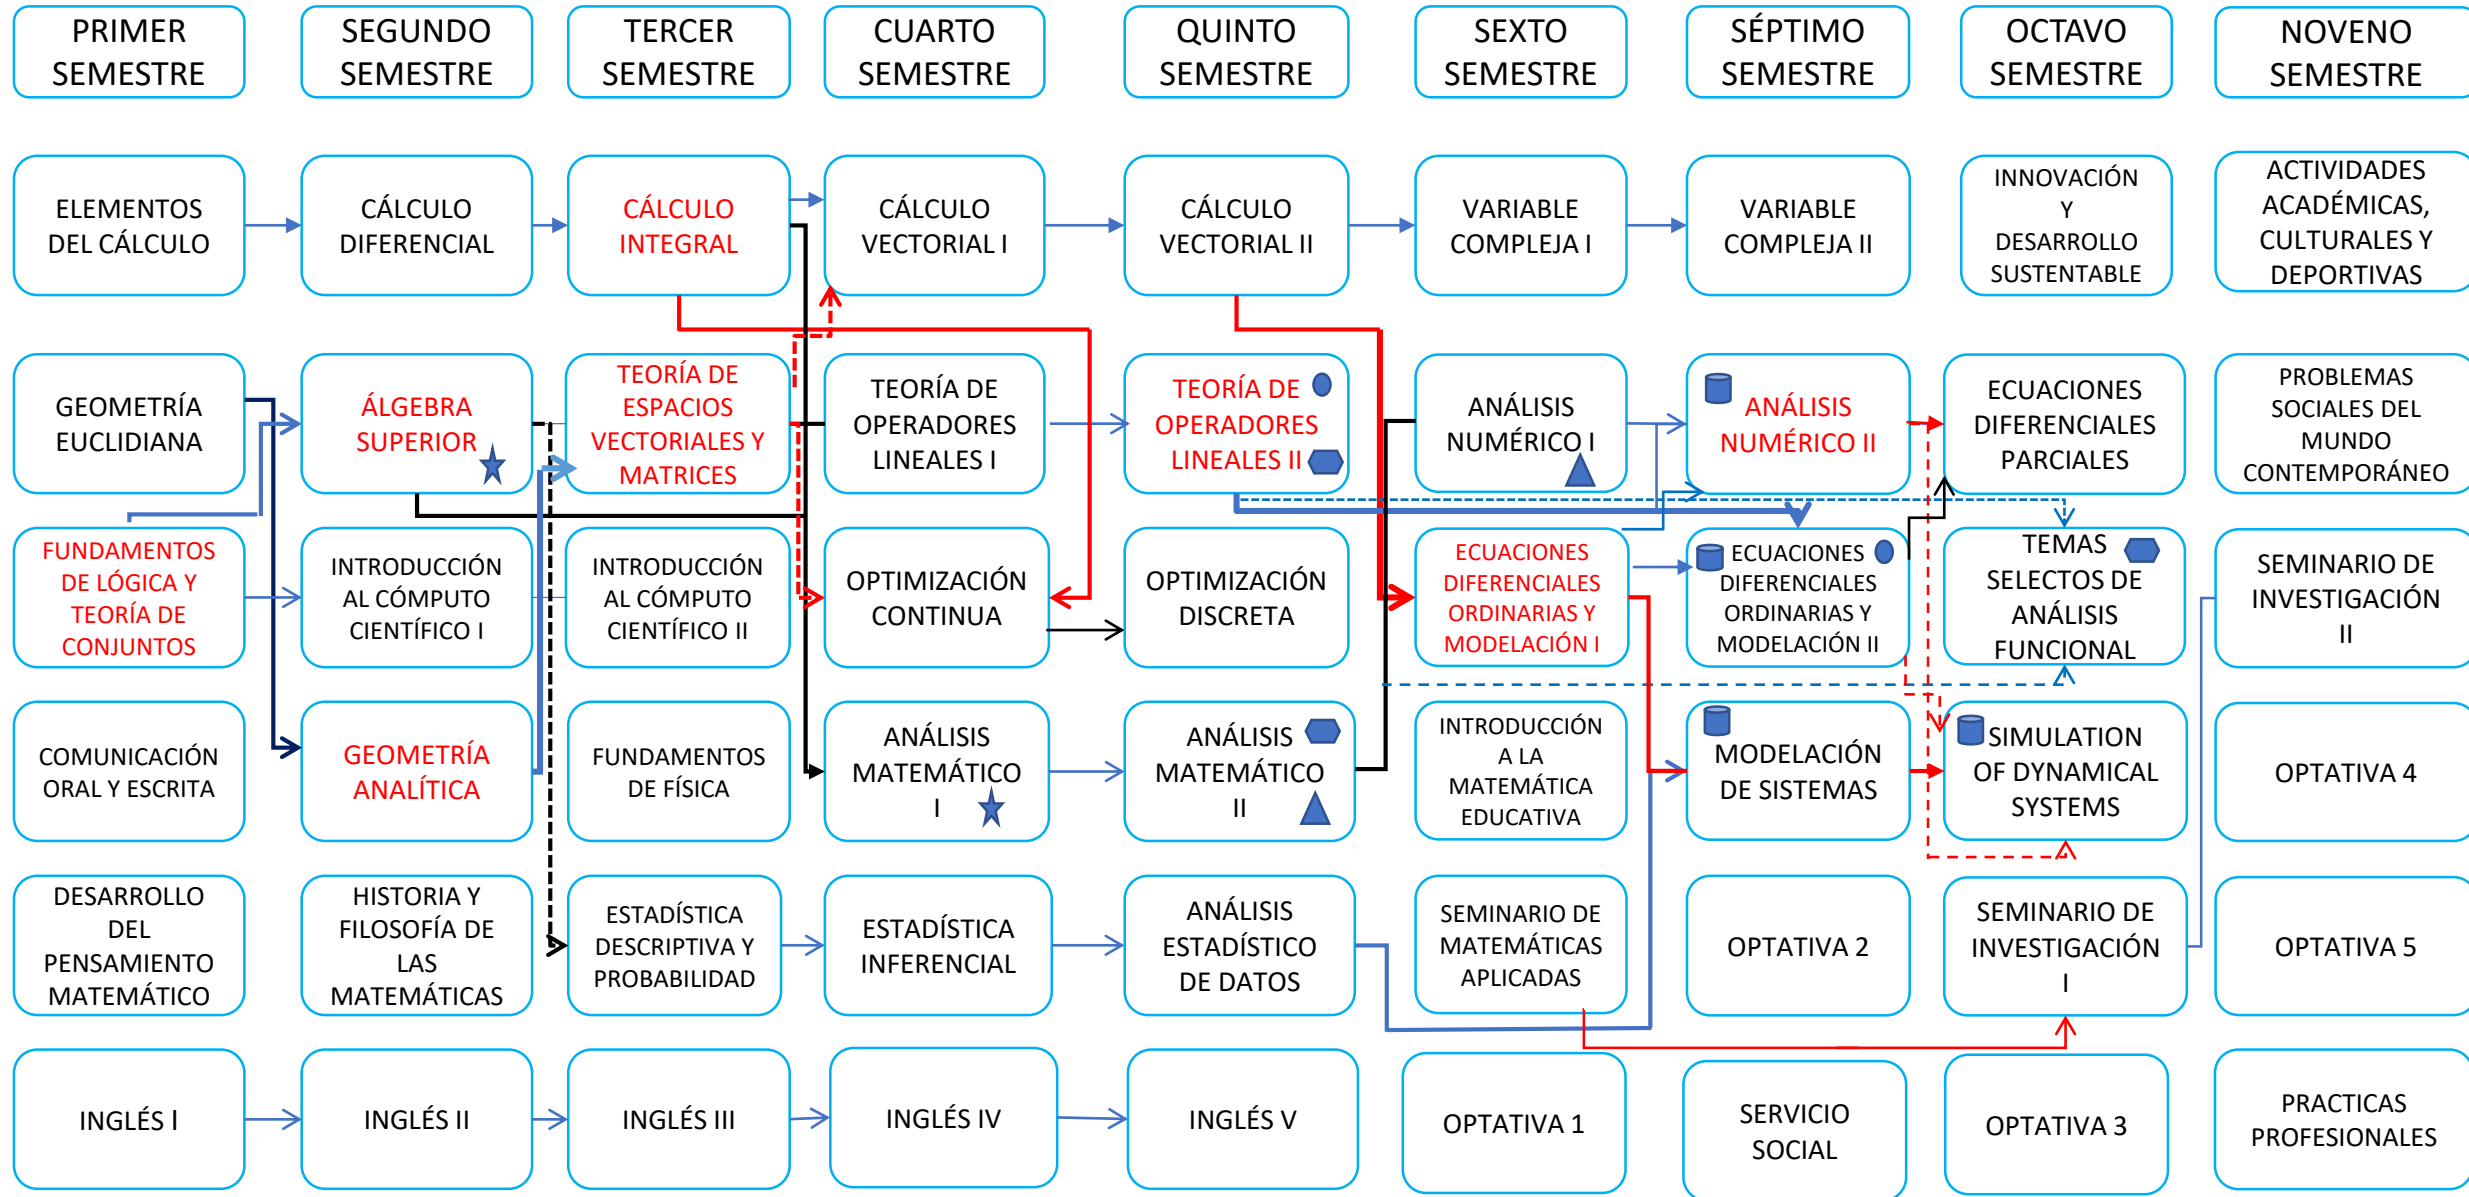 PRIMER
SEMESTRE
SEGUNDO
SEMESTRE
TERCER
SEMESTRE
CUARTO
SEMESTRE
QUINTO
SEMESTRE
SEXTO
SEMESTRE
SÉPTIMO
SEMESTRE
OCTAVO
SEMESTRE
NOVENO
SEMESTRE
ELEMENTOS
DEL CÁLCULO
CÁLCULO
DIFERENCIAL
CÁLCULO
INTEGRAL
CÁLCULO
VECTORIAL I
CÁLCULO
VECTORIAL II
VARIABLE
COMPLEJA I
VARIABLE
COMPLEJA II
INNOVACIÓN
Y
DESARROLLO
SUSTENTABLE
ACTIVIDADES
ACADÉMICAS,
CULTURALES Y
DEPORTIVAS
GEOMETRÍA
EUCLIDIANA
ÁLGEBRA
SUPERIOR
TEORÍA DE
ESPACIOS
VECTORIALES Y
MATRICES
TEORÍA DE
OPERADORES
LINEALES I
TEORÍA DE
OPERADORES
LINEALES II
ANÁLISIS
NUMÉRICO I
ANÁLISIS
NUMÉRICO II
ECUACIONES
DIFERENCIALES
PARCIALES
PROBLEMAS
SOCIALES DEL
MUNDO
CONTEMPORÁNEO
FUNDAMENTOS
DE LÓGICA Y
TEORÍA DE
CONJUNTOS
INTRODUCCIÓN
AL CÓMPUTO
CIENTÍFICO I
INTRODUCCIÓN
AL CÓMPUTO
CIENTÍFICO II
OPTIMIZACIÓN
CONTINUA
OPTIMIZACIÓN
DISCRETA
ECUACIONES
DIFERENCIALES
ORDINARIAS Y
MODELACIÓN I
ECUACIONES
DIFERENCIALES
ORDINARIAS Y
MODELACIÓN II
TEMAS
SELECTOS DE
ANÁLISIS
FUNCIONAL
SEMINARIO DE
INVESTIGACIÓN
II
COMUNICACIÓN
ORAL Y ESCRITA
GEOMETRÍA
ANALÍTICA
FUNDAMENTOS
DE FÍSICA
ANÁLISIS
MATEMÁTICO
I
ANÁLISIS
MATEMÁTICO
II
INTRODUCCIÓN
A LA
MATEMÁTICA
EDUCATIVA
MODELACIÓN
DE SISTEMAS
SIMULATION
OF DYNAMICAL
SYSTEMS
OPTATIVA 4
DESARROLLO
DEL
PENSAMIENTO
MATEMÁTICO
HISTORIA Y
FILOSOFÍA DE
LAS
MATEMÁTICAS
ESTADÍSTICA
DESCRIPTIVA Y
PROBABILIDAD
ESTADÍSTICA
INFERENCIAL
ANÁLISIS
ESTADÍSTICO
DE DATOS
SEMINARIO DE
MATEMÁTICAS
APLICADAS
OPTATIVA 2
SEMINARIO DE
INVESTIGACIÓN
I
OPTATIVA 5
INGLÉS I
INGLÉS II
INGLÉS III
INGLÉS IV
INGLÉS V
OPTATIVA 1
SERVICIO
SOCIAL
OPTATIVA 3
PRACTICAS
PROFESIONALES